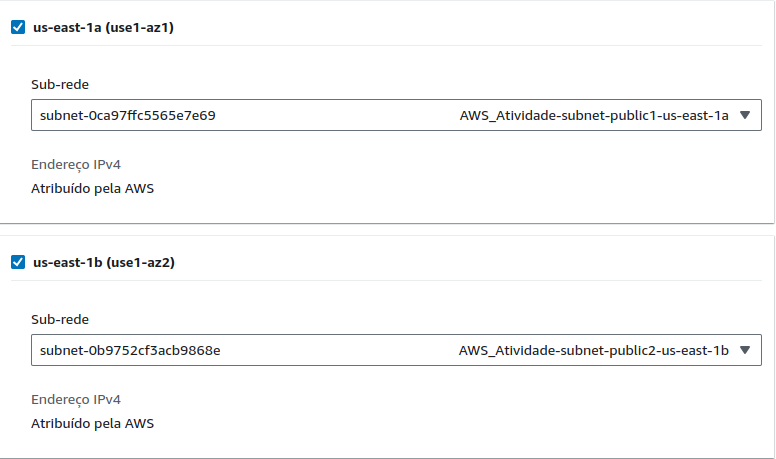 us-east-1a (use1-az1)
Sub-rede
subnet-0ca97ffc5565e7e69 AWS_Atividade-subnet-public1-us-east-1a
Endereço IPv4
Atribuído pela AWS
us-east-1b (use1-az2)
Sub-rede
subnet-0b9752cf3acb9868e AWS_Atividade-subnet-public2-us-east-1b
Endereço IPv4
Atribuído pela AWS